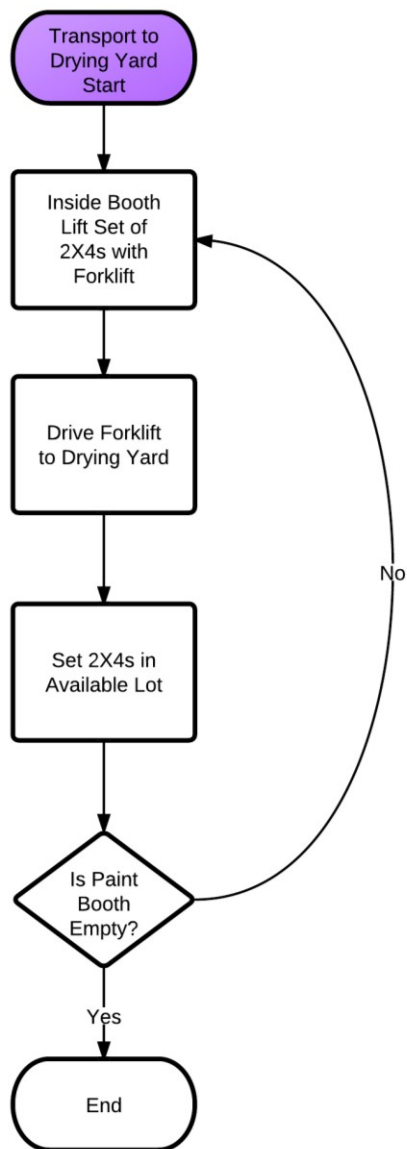 Transport to
Drying Yard
Start
Inside Booth
Lift Set of
2X4s with
Forklift
Drive Forklift
to Drying Yard
Set 2X4s in
Available Lot
Is Paint
Booth
Empty?
No
Yes
End